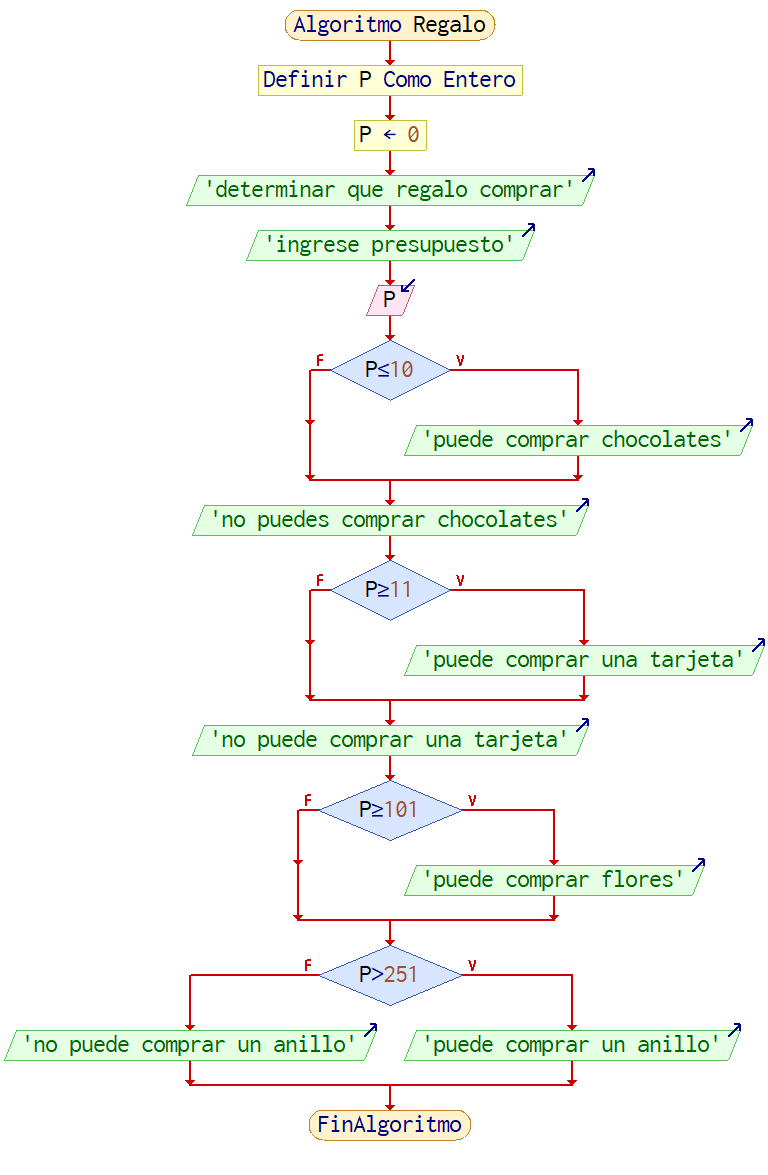 Algoritmo Regalo
Definir P Como Entero
P ← 0
'determinar que regalo comprar'
'ingrese presupuesto'
P
F
P≤10
V
'puede comprar chocolates'
'no puedes comprar chocolates'
F
P≥11
V
'puede comprar una tarjeta'
'no puede comprar una tarjeta'
F
P≥101
V
'puede comprar flores'
F
P>251
V
'no puede comprar un anillo'
'puede comprar un anillo'
FinAlgoritmo